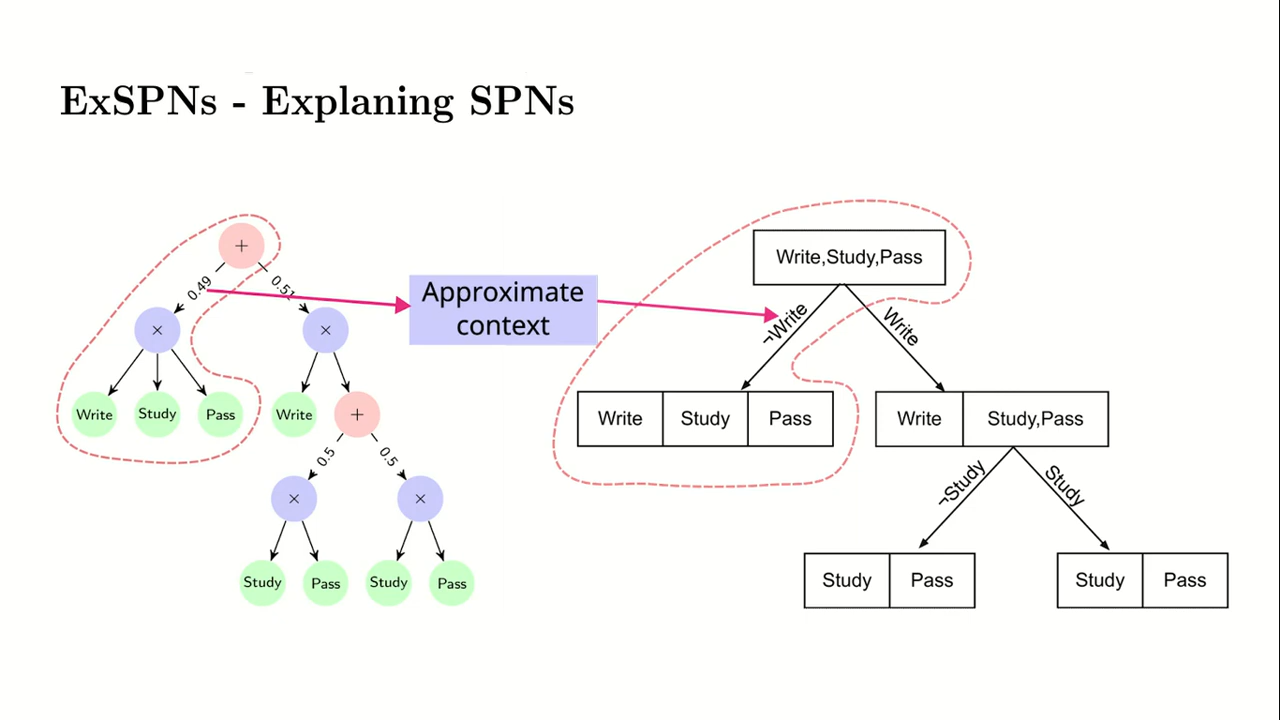 ExSPNs - Explaning SPNs
+
0.49
0.51
×
×
Write
Study
Pass
Write
+
0.5
0.5
×
×
Study
Pass
Study
Pass
Approximate
context
Write,Study,Pass
¬Write
Write
Write
Study
Pass
Write
Study,Pass
¬Study
Study
Study
Pass
Study
Pass